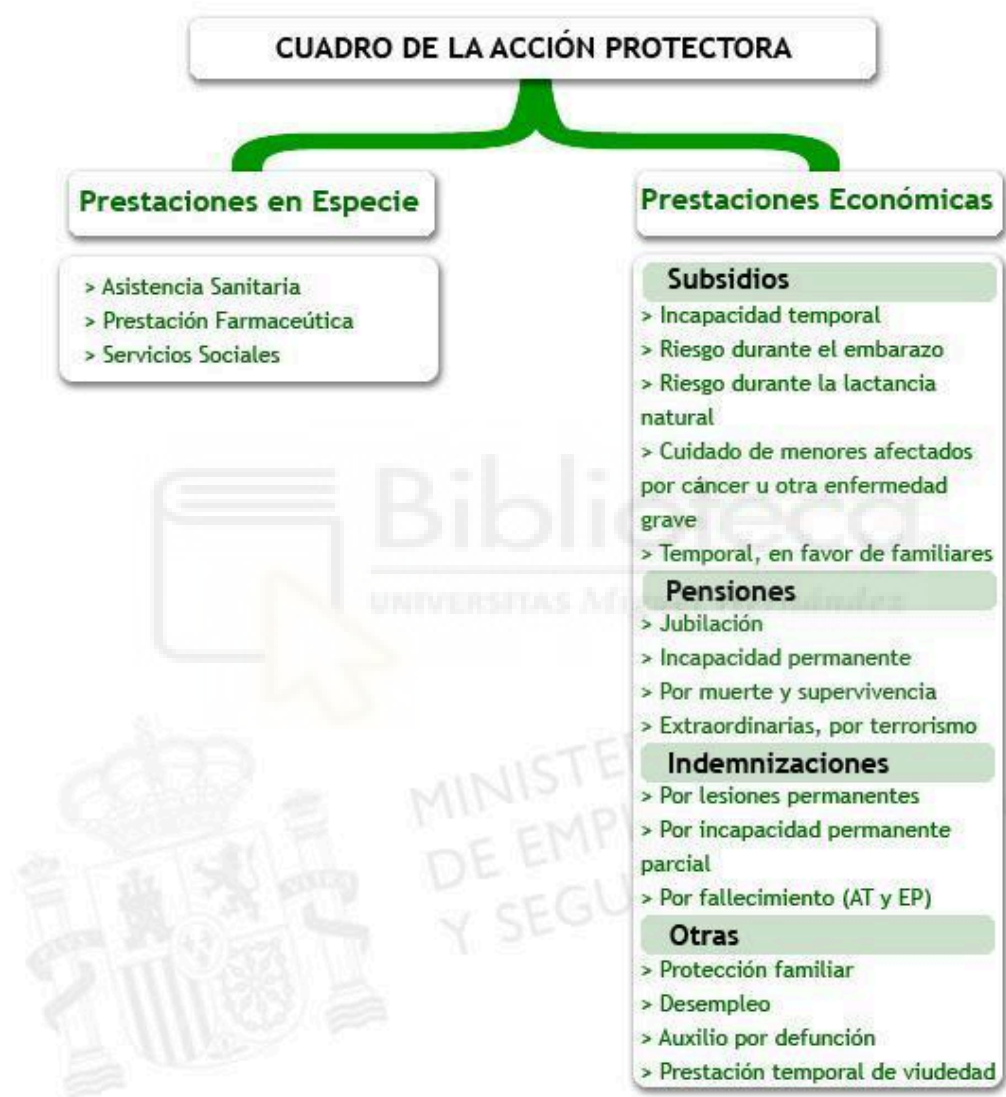 CUADRO DE LA ACCIÓN PROTECTORA
Prestaciones en Especie
> Asistencia Sanitaria
> Prestación Farmaceútica
> Servicios Sociales
Prestaciones Económicas
Subsidios
> Incapacidad temporal
> Riesgo durante el embarazo
> Riesgo durante la lactancia
natural
> Cuidado de menores afectados
por cáncer u otra enfermedad
grave
> Temporal, en favor de familiares
Pensiones
> Jubilación
> Incapacidad permanente
> Por muerte y supervivencia
> Extraordinarias, por terrorismo
Indemnizaciones
> Por lesiones permanentes
> Por incapacidad permanente
parcial
> Por fallecimiento (AT y EP)
Otras
> Protección familiar
> Desempleo
> Auxilio por defunción
> Prestación temporal de viudedad
Biblioteca
UNIVERSITAS Miguel Hernández
DE
Y